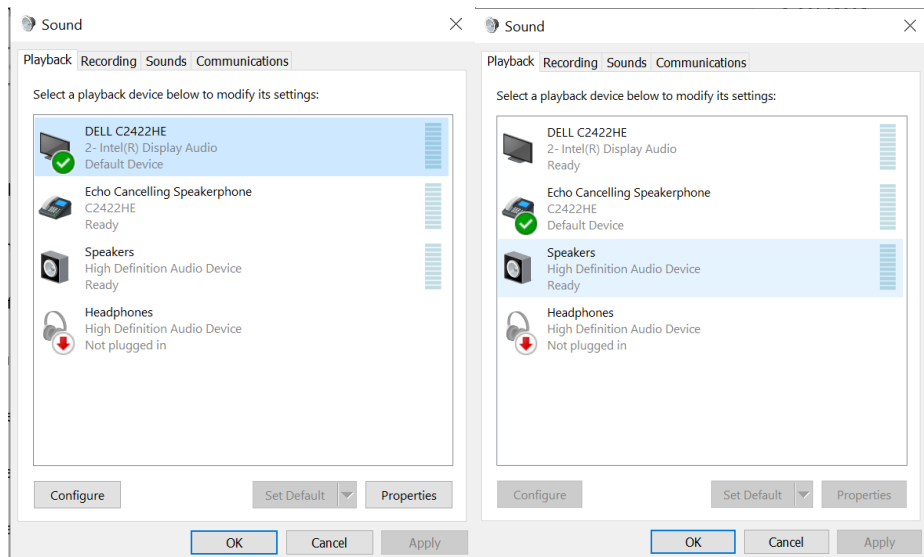 Sound
Playback Recording Sounds Communications
Select a playback device below to modify its settings:
DELL C2422HE
2- Intel(R) Display Audio
Default Device
Echo Cancelling Speakerphone
C2422HE
Ready
Speakers
High Definition Audio Device
Ready
Headphones
High Definition Audio Device
Not plugged in
Configure Set Default Properties
OK Cancel Apply
Sound
Playback Recording Sounds Communications
Select a playback device below to modify its settings:
DELL C2422HE
2- Intel(R) Display Audio
Ready
Echo Cancelling Speakerphone
C2422HE
Default Device
Speakers
High Definition Audio Device
Ready
Headphones
High Definition Audio Device
Not plugged in
Configure Set Default Properties
OK Cancel Apply